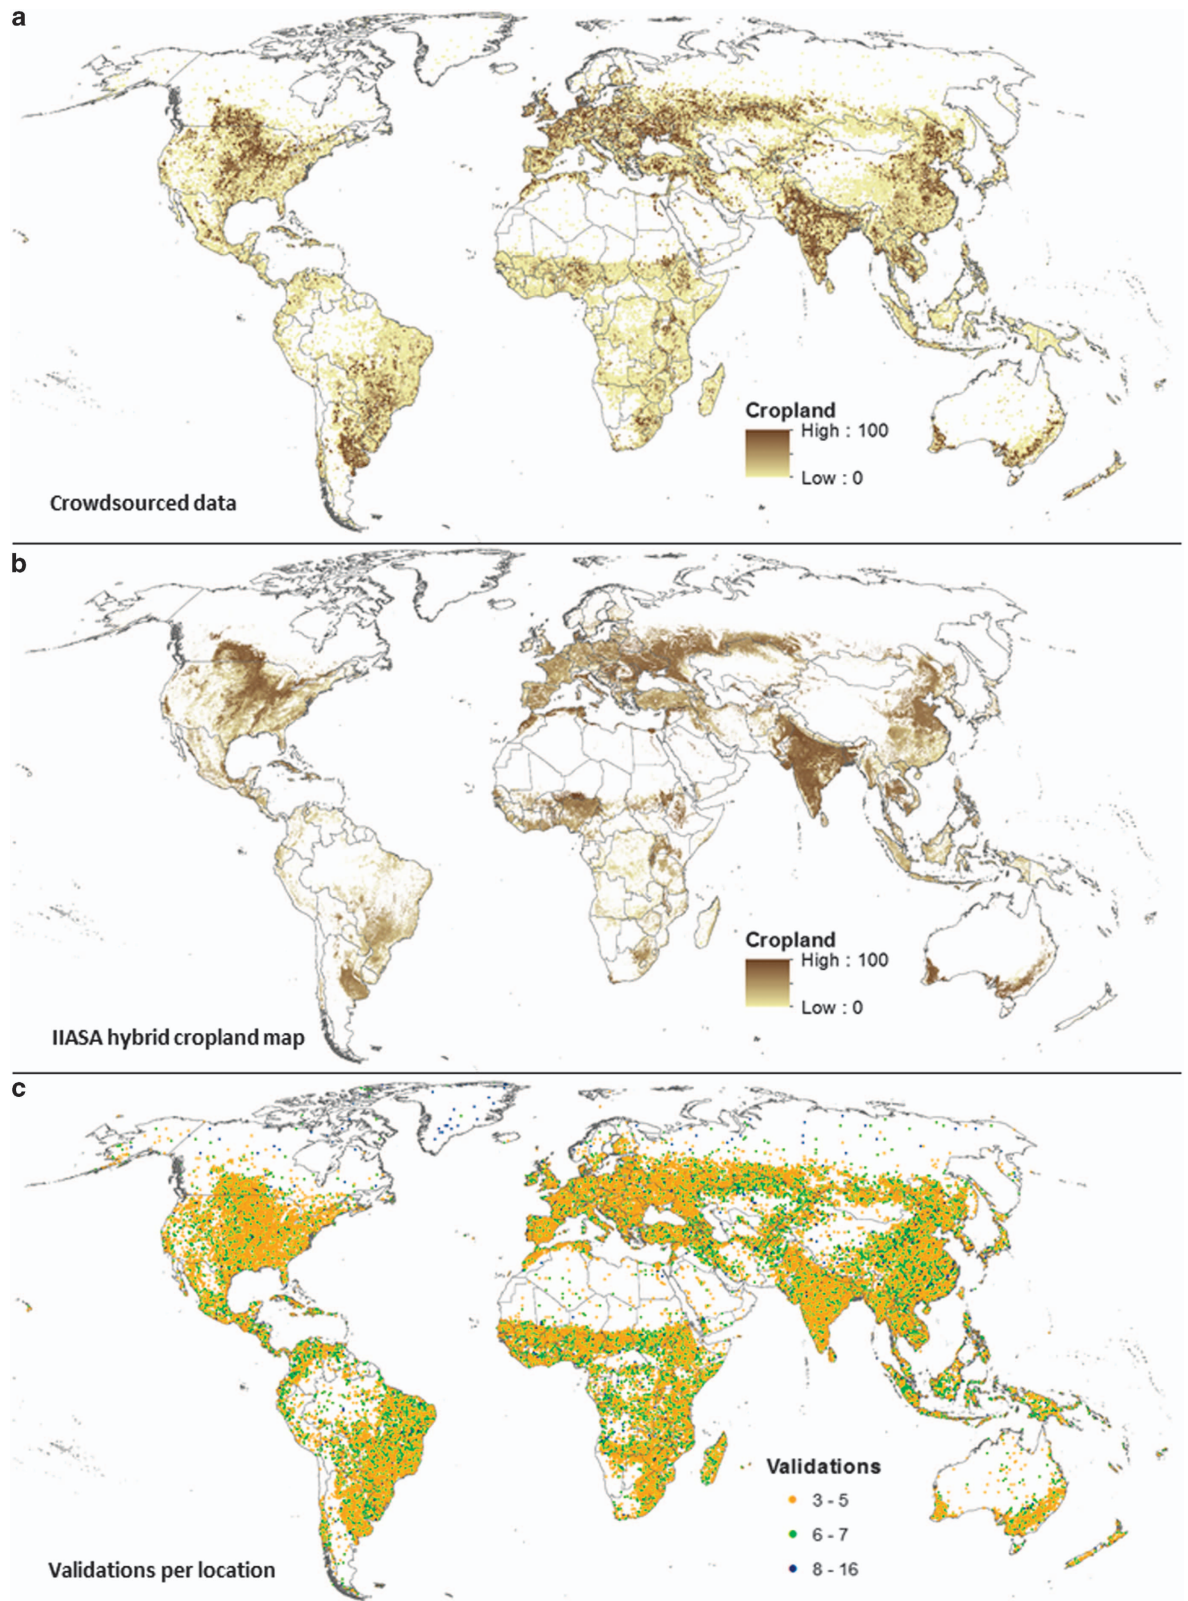 a
Cropland
High : 100
Low : 0
Crowdsourced data
b
Cropland
High : 100
Low : 0
IIASA hybrid cropland map
c
Validations
3 - 5
6 - 7
8 - 16
Validations per location